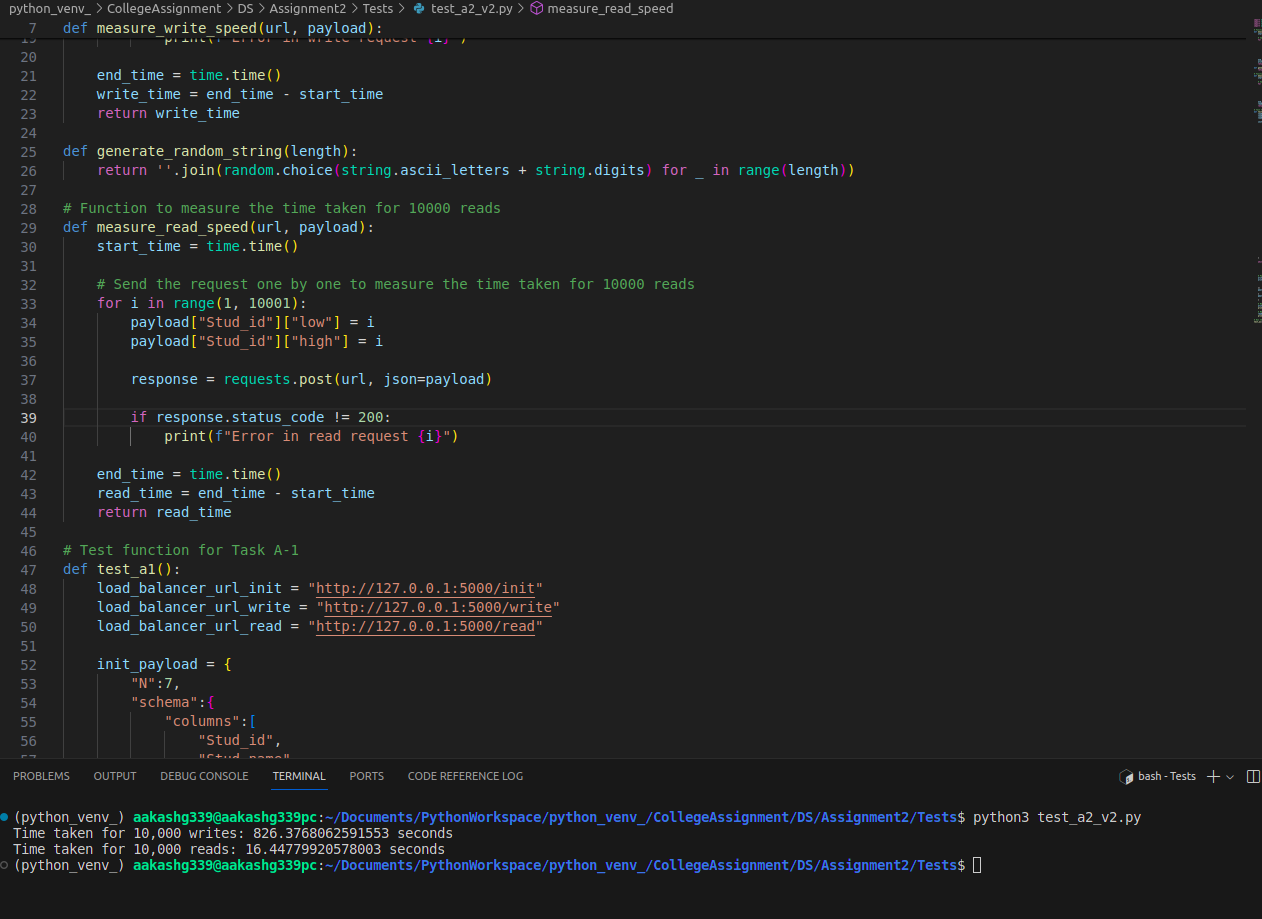 python_venv_ > CollegeAssignment > DS > Assignment2 > Tests > test_a2_v2.py > measure_read_speed
7 def measure_write_speed(url, payload):
19 print(f"Error in write request {i}")
20
21 end_time = time.time()
22 write_time = end_time - start_time
23 return write_time
24
25 def generate_random_string(length):
26 return ''.join(random.choice(string.ascii_letters + string.digits) for _ in range(length))
27
28 # Function to measure the time taken for 10000 reads
29 def measure_read_speed(url, payload):
30 start_time = time.time()
31
32 # Send the request one by one to measure the time taken for 10000 reads
33 for i in range(1, 10001):
34 payload["Stud_id"]["low"] = i
35 payload["Stud_id"]["high"] = i
36
37 response = requests.post(url, json=payload)
38
39 if response.status_code != 200:
40 print(f"Error in read request {i}")
41
42 end_time = time.time()
43 read_time = end_time - start_time
44 return read_time
45
46 # Test function for Task A-1
47 def test_a1():
48 load_balancer_url_init = "http://127.0.0.1:5000/init"
49 load_balancer_url_write = "http://127.0.0.1:5000/write"
50 load_balancer_url_read = "http://127.0.0.1:5000/read"
51
52 init_payload = {
53 "N":7,
54 "schema":{
55 "columns":[
56 "Stud_id",
57 "Stud_name"
PROBLEMS OUTPUT DEBUG CONSOLE TERMINAL PORTS CODE REFERENCE LOG bash - Tests
(python_venv_) aakashg339@aakashg339pc:~/Documents/PythonWorkspace/python_venv_/CollegeAssignment/DS/Assignment2/Tests$ python3 test_a2_v2.py
Time taken for 10,000 writes: 826.3768062591553 seconds
Time taken for 10,000 reads: 16.44779920578003 seconds
(python_venv_) aakashg339@aakashg339pc:~/Documents/PythonWorkspace/python_venv_/CollegeAssignment/DS/Assignment2/Tests$